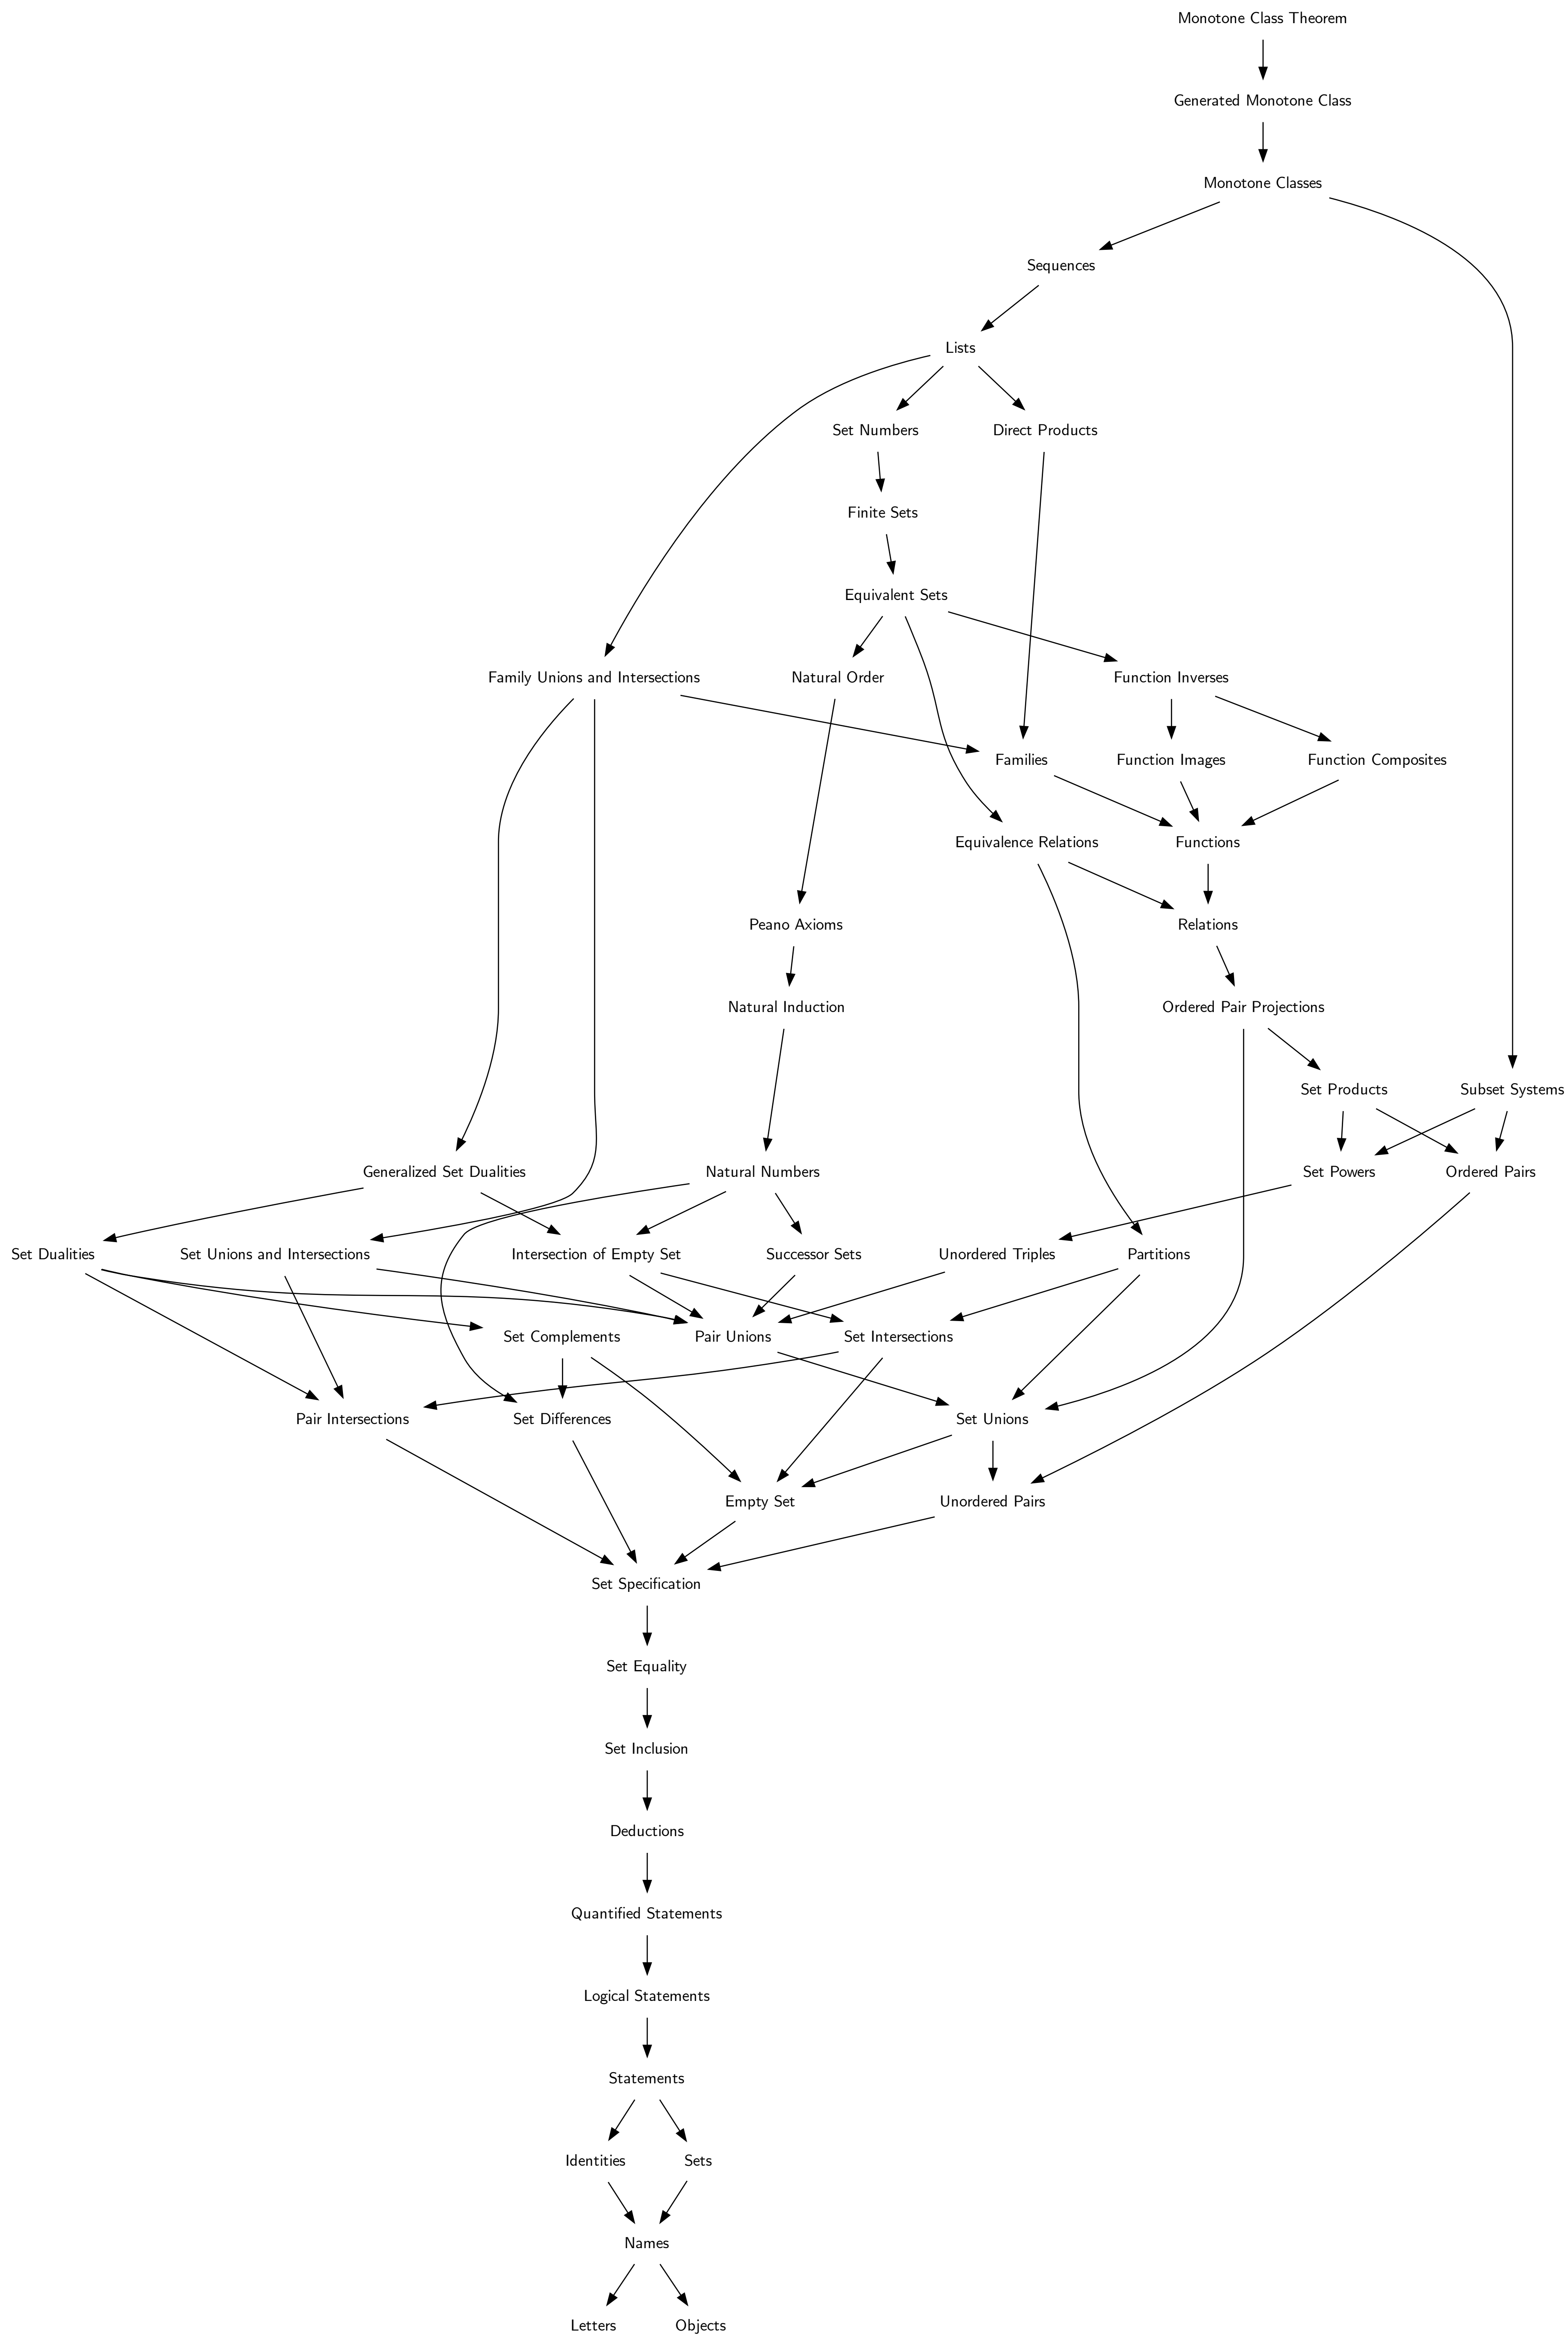 Monotone Class Theorem
Generated Monotone Class
Monotone Classes
Sequences
Lists
Set Numbers
Direct Products
Finite Sets
Equivalent Sets
Family Unions and Intersections
Natural Order
Function Inverses
Families
Function Images
Function Composites
Equivalence Relations
Functions
Peano Axioms
Relations
Natural Induction
Ordered Pair Projections
Set Products
Subset Systems
Generalized Set Dualities
Natural Numbers
Set Powers
Ordered Pairs
Set Dualities
Set Unions and Intersections
Intersection of Empty Set
Successor Sets
Unordered Triples
Partitions
Set Complements
Pair Unions
Set Intersections
Pair Intersections
Set Differences
Set Unions
Empty Set
Unordered Pairs
Set Specification
Set Equality
Set Inclusion
Deductions
Quantified Statements
Logical Statements
Statements
Identities
Sets
Names
Letters
Objects